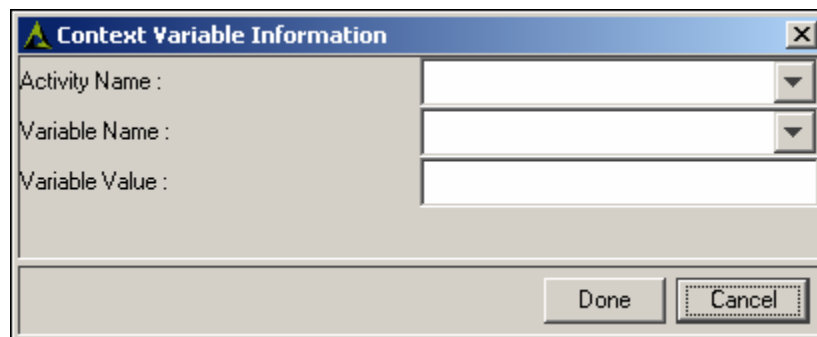 Context Variable Information
Activity Name :
Variable Name :
Variable Value :
Done Cancel